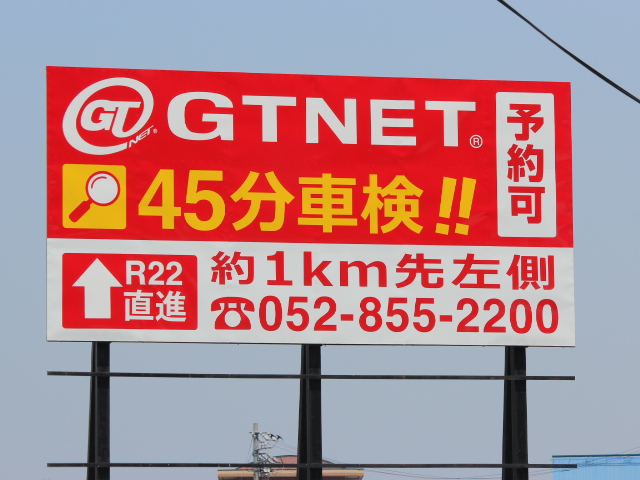 GT NET® GTNET®
予約可
45分車検!!
R22
直進
約1km先左側
☎052-855-2200